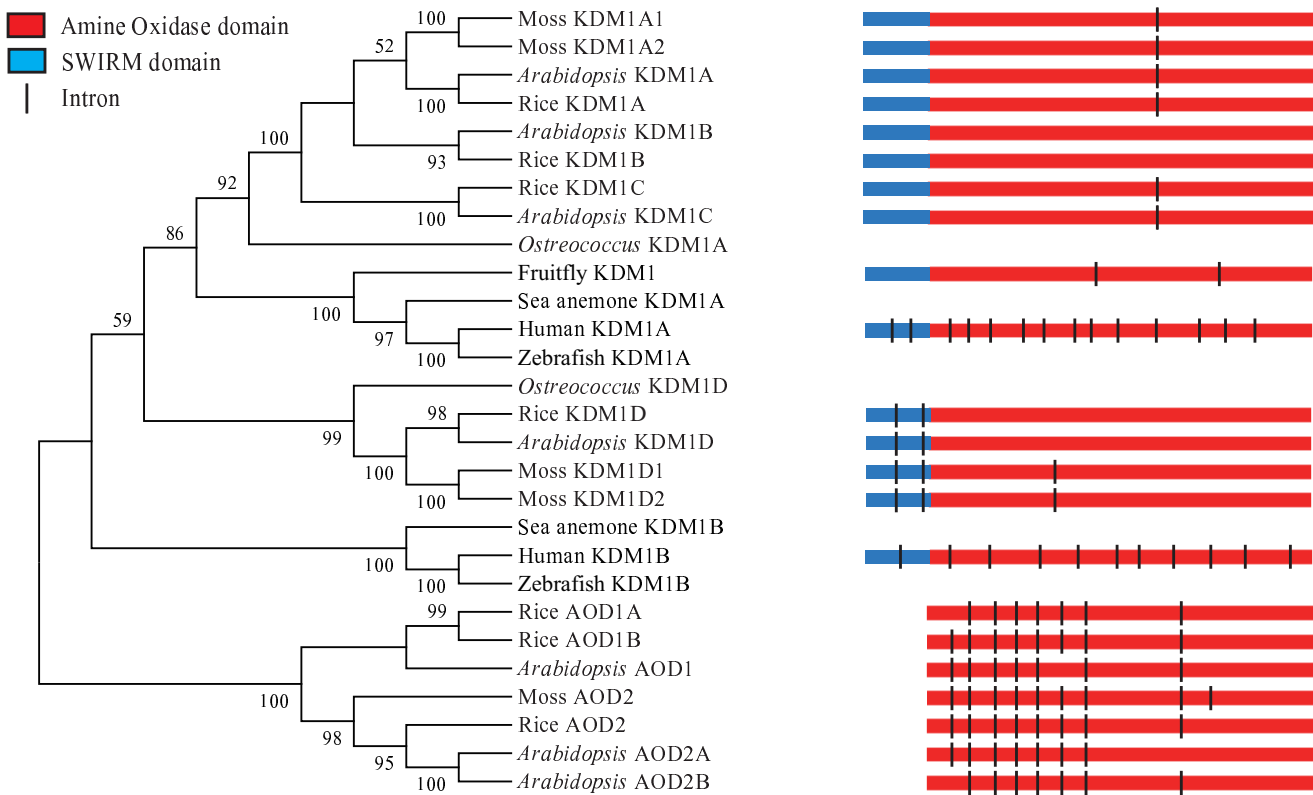 Amine Oxidase domain
SWIRM domain
Intron
100
Moss KDM1A1
Moss KDM1A2
52
Arabidopsis KDM1A
Rice KDM1A
100
100
Arabidopsis KDM1B
Rice KDM1B
93
92
Rice KDM1C
Arabidopsis KDM1C
100
86
Ostreococcus KDM1A
Fruitfly KDM1
100
Sea anemone KDM1A
59
Human KDM1A
97
Zebrafish KDM1A
100
Ostreococcus KDM1D
98
Rice KDM1D
99
Arabidopsis KDM1D
100
Moss KDM1D1
Moss KDM1D2
100
Sea anemone KDM1B
Human KDM1B
100
Zebrafish KDM1B
100
99
Rice AOD1A
Rice AOD1B
Arabidopsis AOD1
100
Moss AOD2
Rice AOD2
98
Arabidopsis AOD2A
95
Arabidopsis AOD2B
100